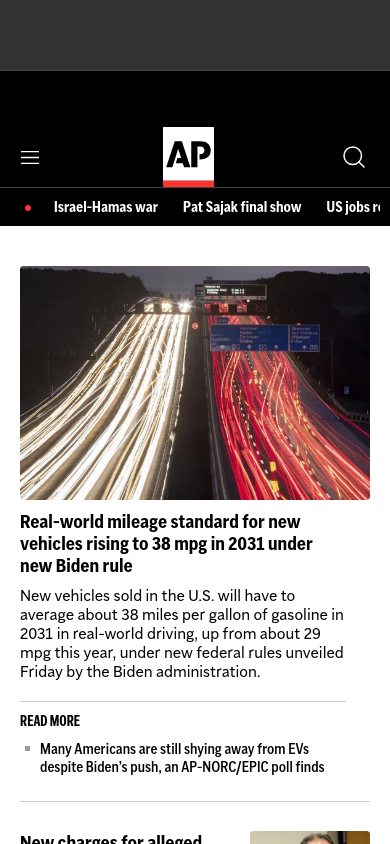 AP
Israel-Hamas war
Pat Sajak final show
US jobs r
Real-world mileage standard for new
vehicles rising to 38 mpg in 2031 under
new Biden rule
New vehicles sold in the U.S. will have to
average about 38 miles per gallon of gasoline in
2031 in real-world driving, up from about 29
mpg this year, under new federal rules unveiled
Friday by the Biden administration.
READ MORE
Many Americans are still shying away from EVs
despite Biden's push, an AP-NORC/EPIC poll finds
New charges for alleged